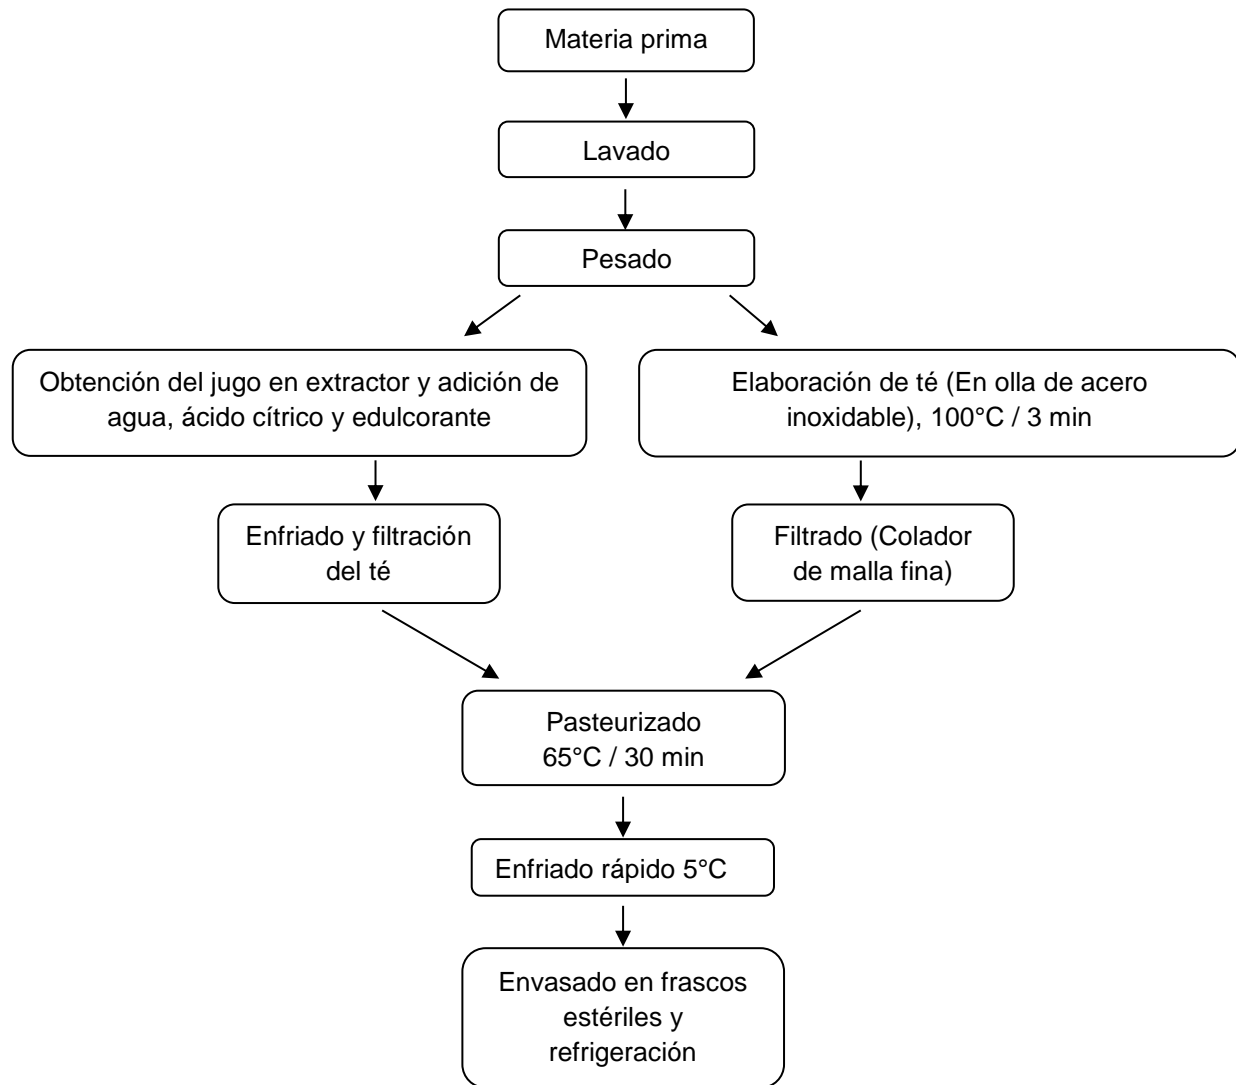 Materia prima
Lavado
Pesado
Obtención del jugo en extractor y adición de
agua, ácido cítrico y edulcorante
Elaboración de té (En olla de acero
inoxidable), 100°C / 3 min
Enfriado y filtración
del té
Filtrado (Colador
de malla fina)
Pasteurizado
65°C / 30 min
Enfriado rápido 5°C
Envasado en frascos
estériles y
refrigeración